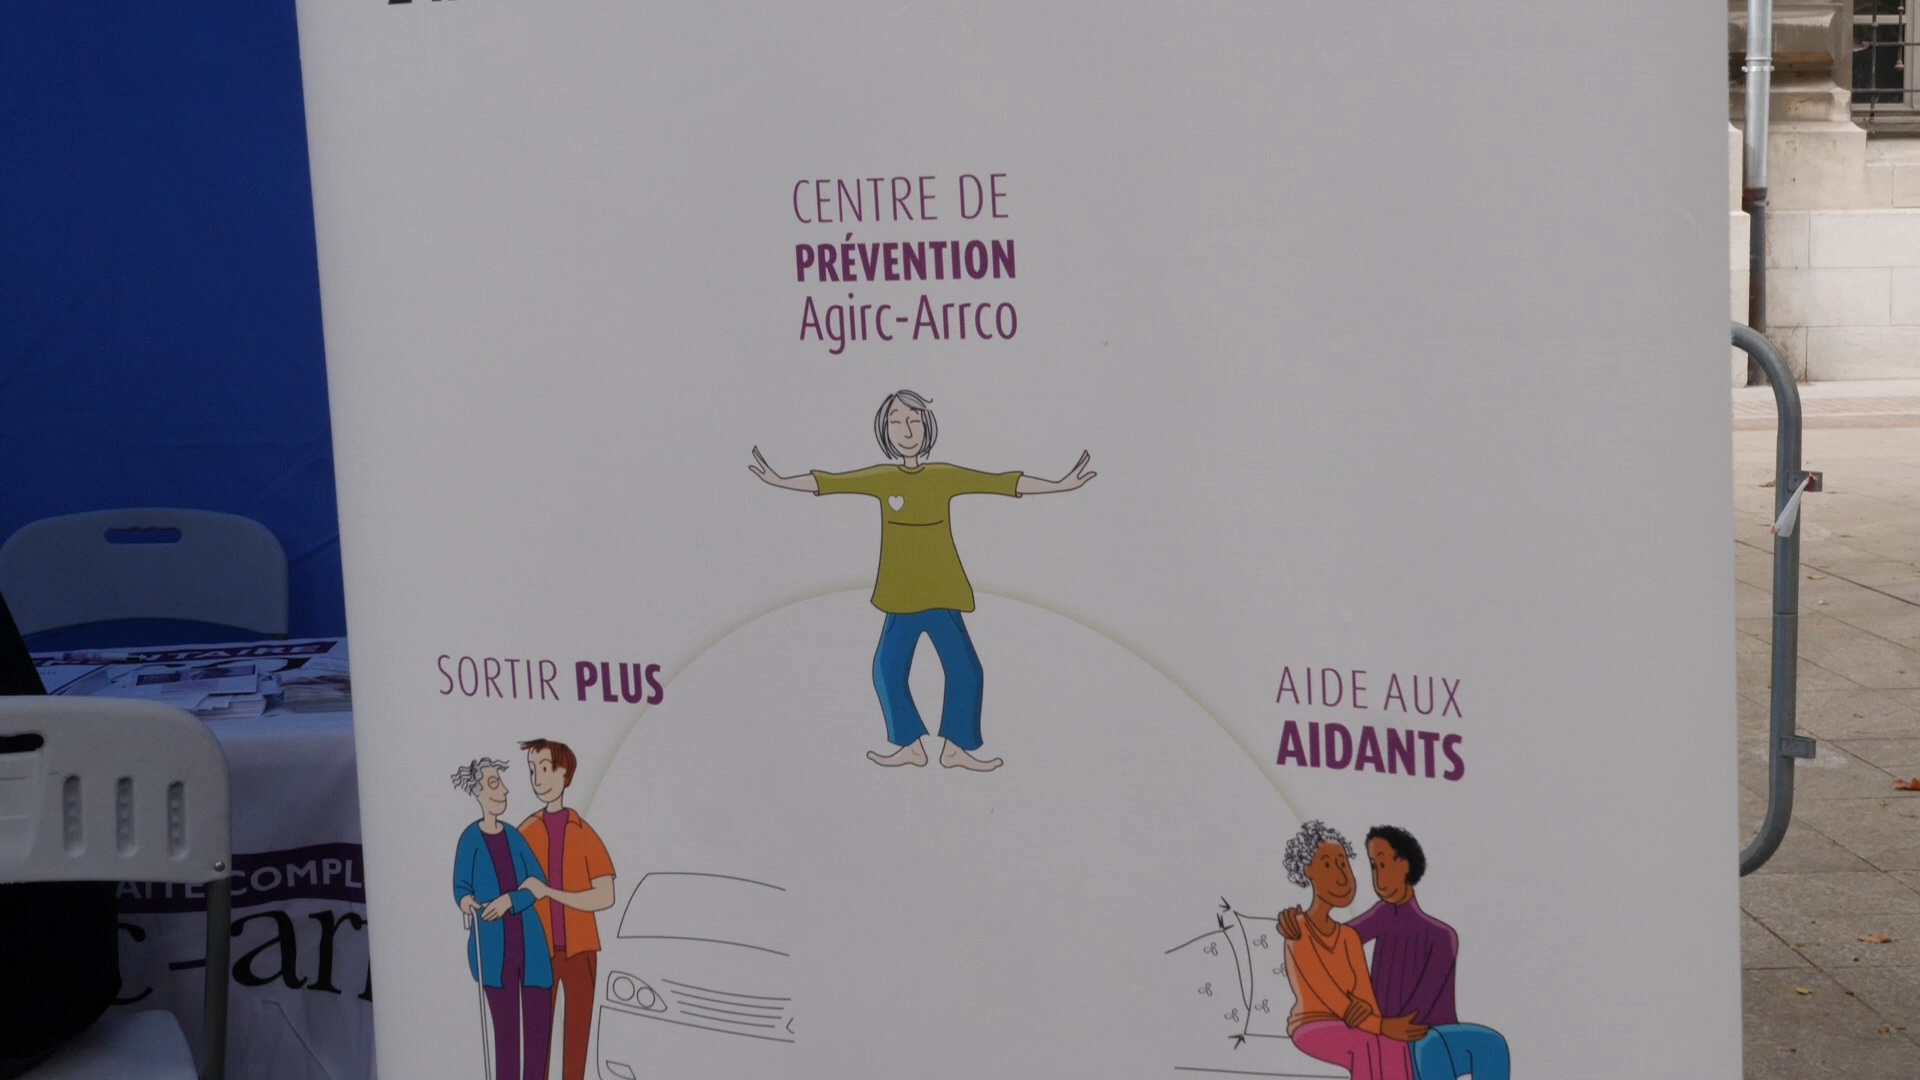 CENTRE DE
PRÉVENTION
Agirc-Arrco
SORTIR PLUS
AIDE AUX
AIDANTS